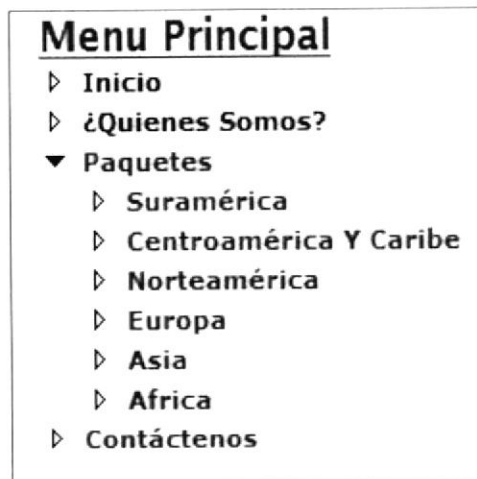 Menu Principal
Inicio
¿Quienes Somos?
Paquetes
Suramérica
Centroamérica Y Caribe
Norteamérica
Europa
Asia
Africa
Contáctenos